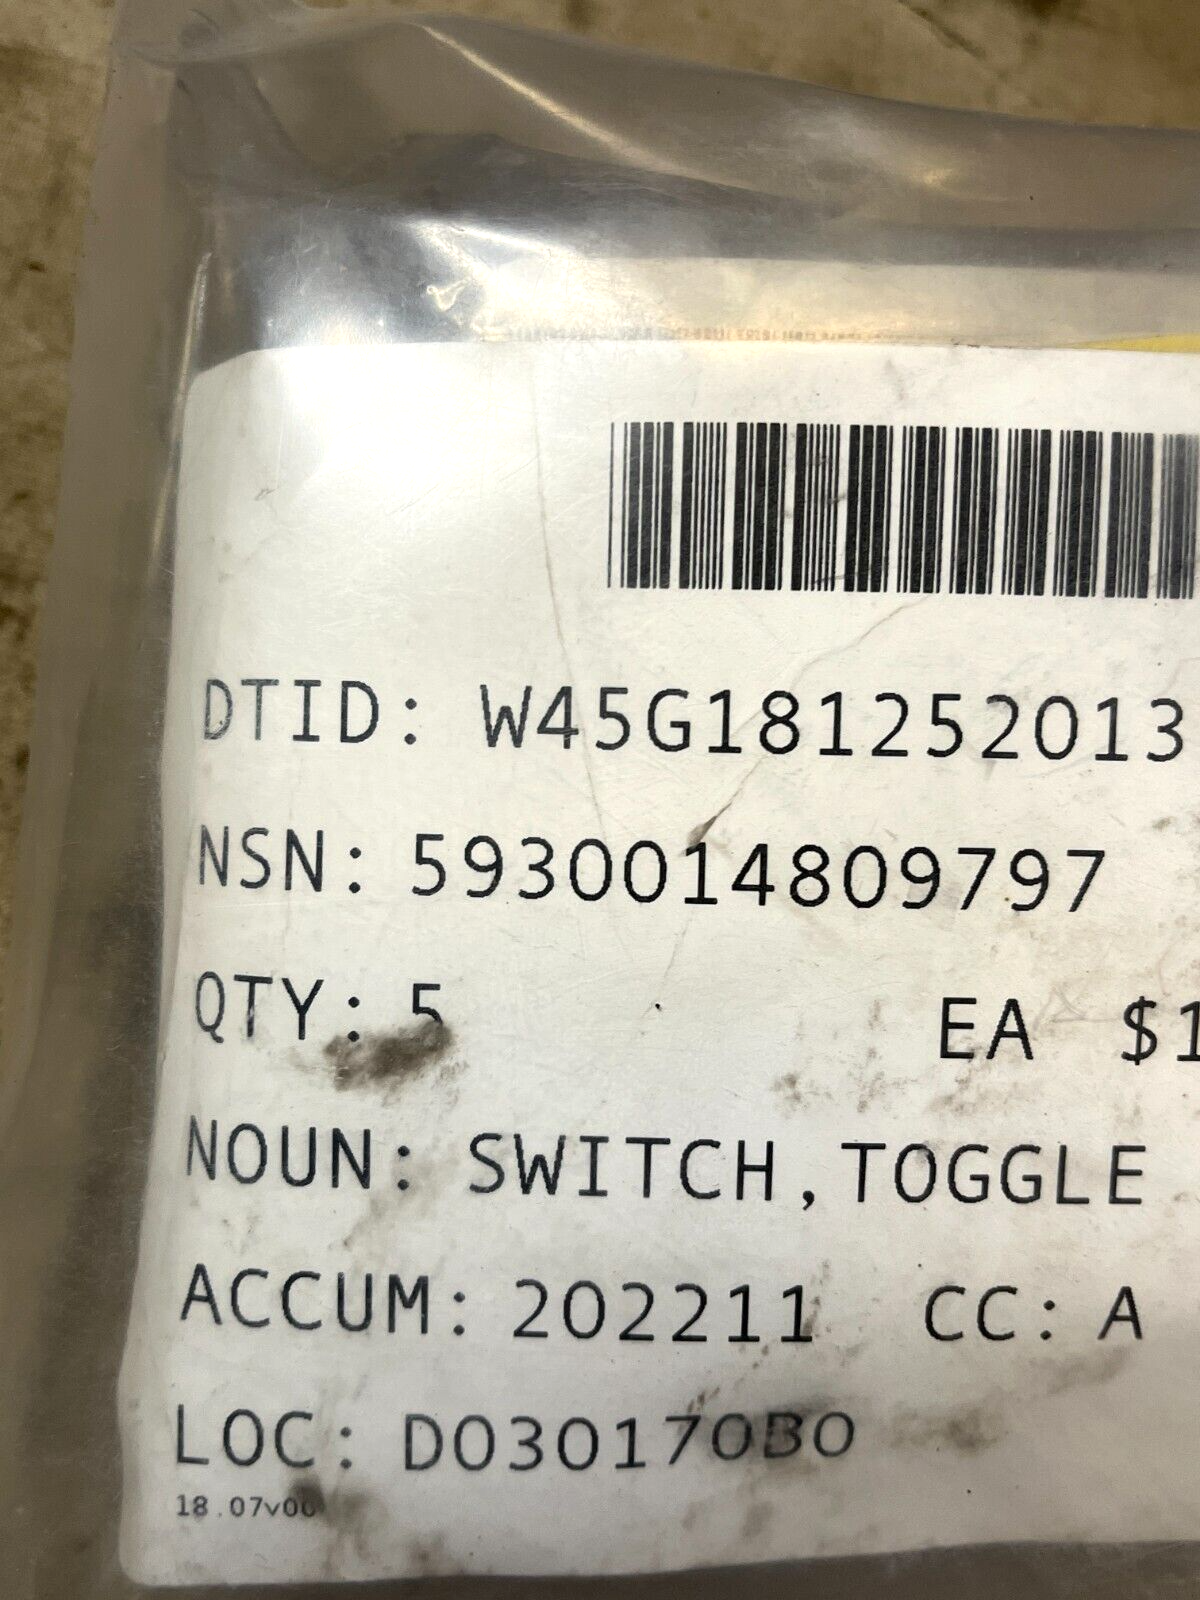 DTID: W45G181252013
NSN: 5930014809797
QTY: 5 EA $1
NOUN: SWITCH,TOGGLE
ACCUM: 202211 CC: A
LOC: D030170B0
18.07v00